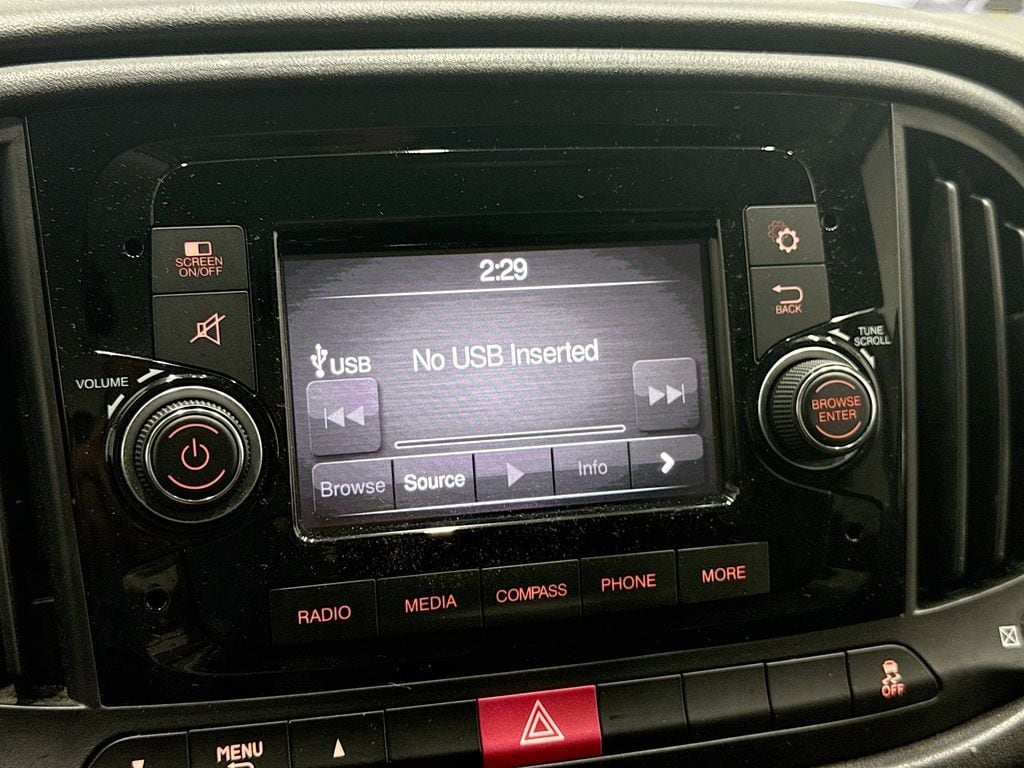 SCREEN
ON/OFF
2:29
BACK
TUNE
SCROLL
VOLUME
USB
No USB Inserted
BROWSE
ENTER
Browse
Source
Info
RADIO
MEDIA
COMPASS
PHONE
MORE
OFF
MENU